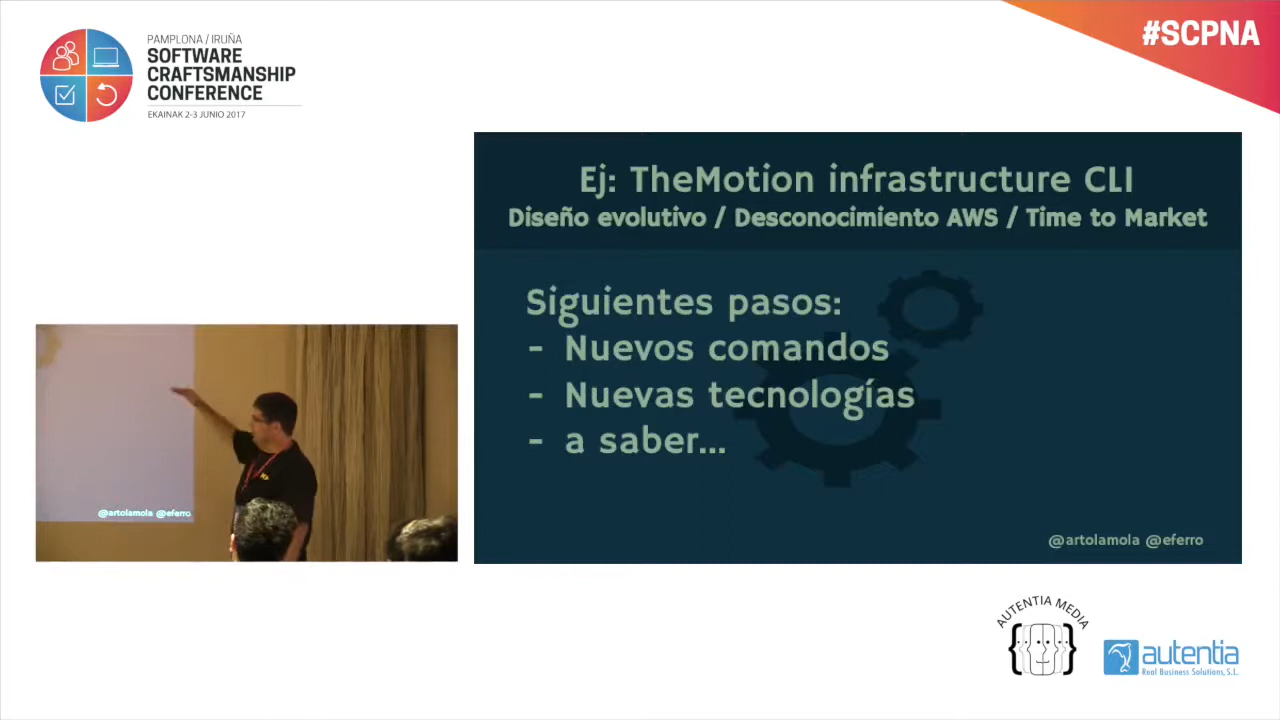 PAMPLONA / IRUÑA
SOFTWARE
CRAFTSMANSHIP
CONFERENCE
EKAINAK 2-3 JUNIO 2017
#SCPNA
Ej: TheMotion infrastructure CLI
Diseño evolutivo / Desconocimiento AWS / Time to Market
Siguientes pasos:
- Nuevos comandos
- Nuevas tecnologías
- a saber...
@artolamola @eferro
@artolamola @eferro
AUTENTIA MEDIA
autentia
Real Business Solutions, S.L.